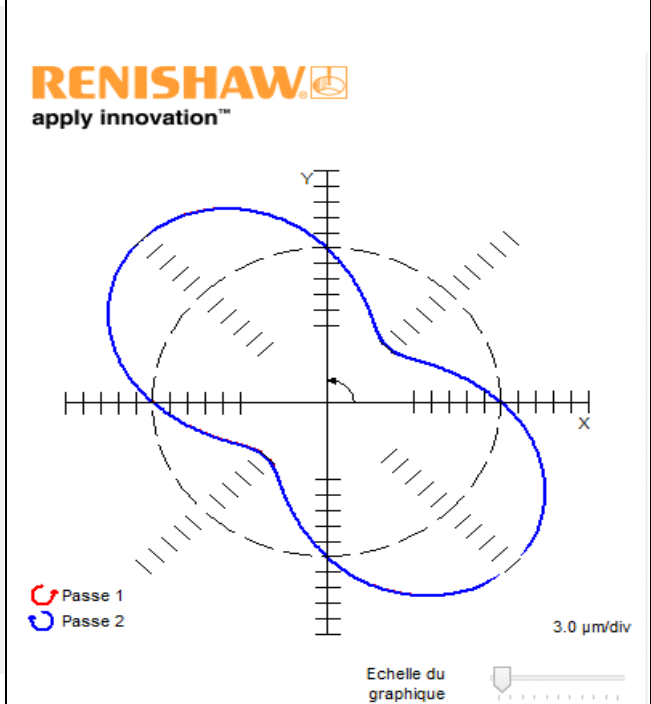 RENISHAW.
apply innovation™
Y
X
Passe 1
Passe 2
3.0 µm/div
Echelle du
graphique